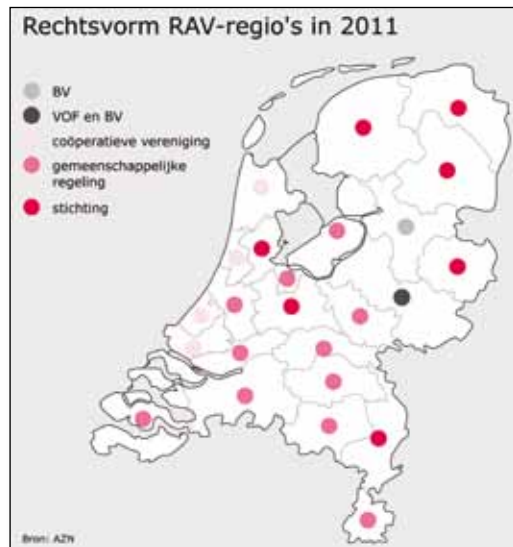 Rechtsvorm RAV-regio's in 2011
BV
VOF en BV
coöperatieve vereniging
gemeenschappelijke
regeling
stichting
Bron: AZN